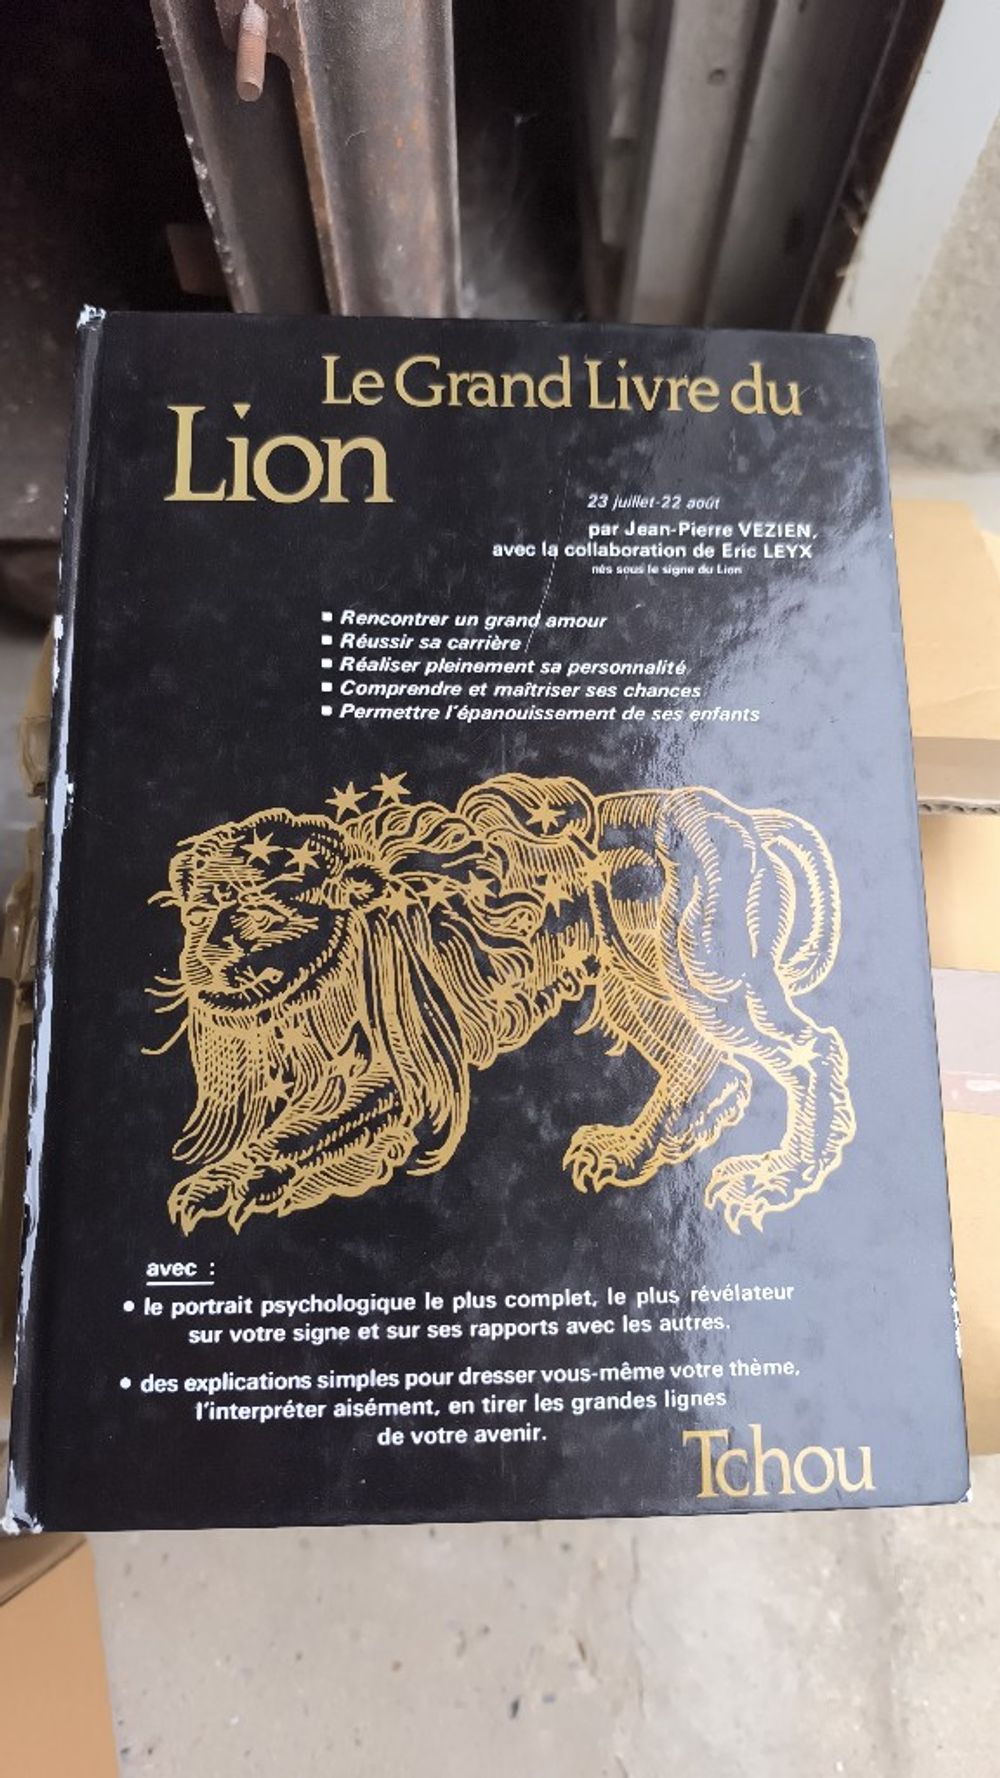 Le Grand Livre du
Lion
23 juillet-22 août
par Jean-Pierre VEZIEN,
avec la collaboration de Eric LEYX
nés sous le signe du Lion
▪ Rencontrer un grand amour
▪ Réussir sa carrière
▪ Réaliser pleinement sa personnalité
▪ Comprendre et maîtriser ses chances
▪ Permettre l'épanouissement de ses enfants
avec :
• le portrait psychologique le plus complet, le plus révélateur
sur votre signe et sur ses rapports avec les autres.
• des explications simples pour dresser vous-même votre thème,
l'interpréter aisément, en tirer les grandes lignes
de votre avenir.
Tchou